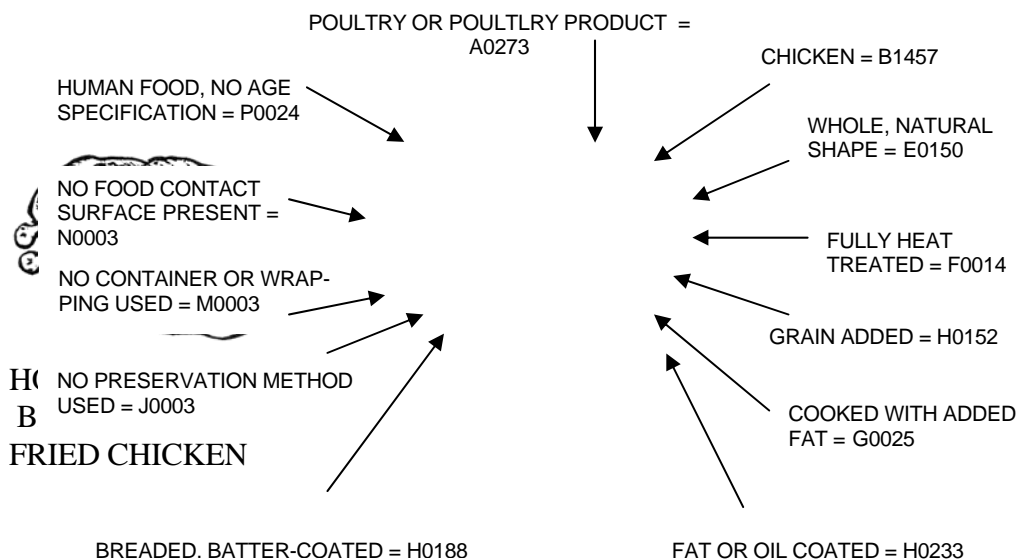 POULTRY OR POULTLRY PRODUCT =
A0273
CHICKEN = B1457
HUMAN FOOD, NO AGE
SPECIFICATION = P0024
WHOLE, NATURAL
SHAPE = E0150
NO FOOD CONTACT
SURFACE PRESENT =
N0003
FULLY HEAT
TREATED = F0014
NO CONTAINER OR WRAP-
PING USED = M0003
GRAIN ADDED = H0152
NO PRESERVATION METHOD
USED = J0003
COOKED WITH ADDED
FAT = G0025
B
FRIED CHICKEN
BREADED, BATTER-COATED = H0188
FAT OR OIL COATED = H0233